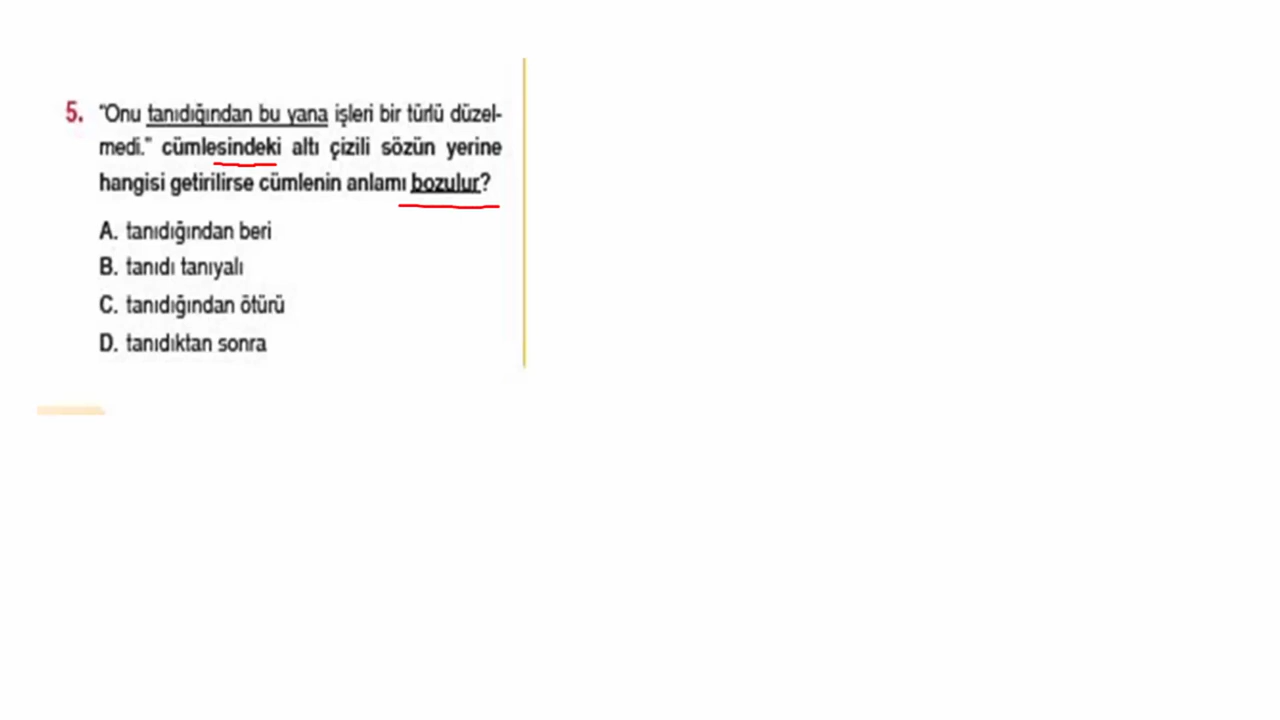 5. "Onu tanıdığından bu yana işleri bir türlü düzel-
medi." cümlesindeki altı çizili sözün yerine
hangisi getirilirse cümlenin anlamı bozulur?
A. tanıdığından beri
B. tanıdı tanıyalı
C. tanıdığından ötürü
D. tanıdıktan sonra